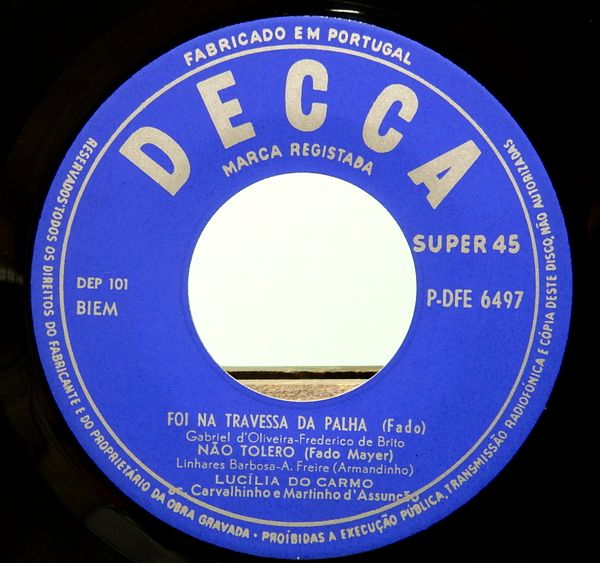 FABRICADO EM PORTUGAL
DECCA
MARCA REGISTADA
SUPER 45
DEP 101
BIEM
P-DFE 6497
FOI NA TRAVESSA DA PALHA (Fado)
Gabriel d'Oliveira-Frederico de Brito
NÃO TOLERO (Fado Mayer)
Linhares Barbosa-A. Freire (Armandinho)
LUCÍLIA DO CARMO
c. Carvalhinho e Martinho d'Assunção
RESERVADOS TODOS OS DIREITOS DO FABRICANTE E DO PROPRIETÁRIO DA OBRA GRAVADA · PROÍBIDAS A EXECUÇÃO PÚBLICA, TRANSMISSÃO RADIOFÓNICA E CÓPIA DESTE DISCO, NÃO AUTORIZADAS